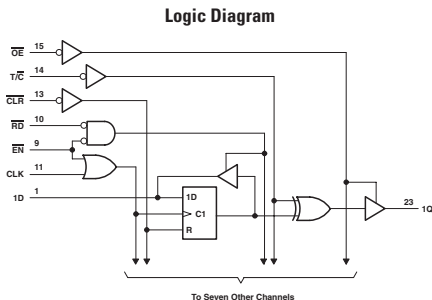 Logic Diagram
OE 15
T/C 14
CLR 13
RD 10
EN 9
CLK 11
1D 1
1D
C1
R
23 1Q
To Seven Other Channels